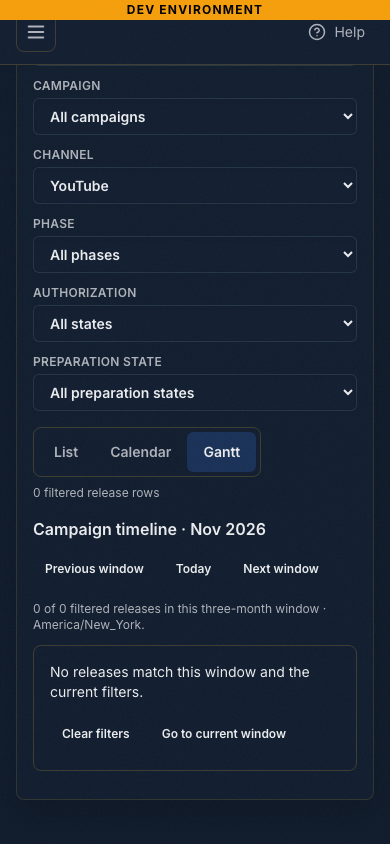 DEV ENVIRONMENT
Help
CAMPAIGN
All campaigns
CHANNEL
YouTube
PHASE
All phases
AUTHORIZATION
All states
PREPARATION STATE
All preparation states
List Calendar Gantt
0 filtered release rows
Campaign timeline · Nov 2026
Previous window Today Next window
0 of 0 filtered releases in this three-month window ·
America/New_York.
No releases match this window and the
current filters.
Clear filters Go to current window